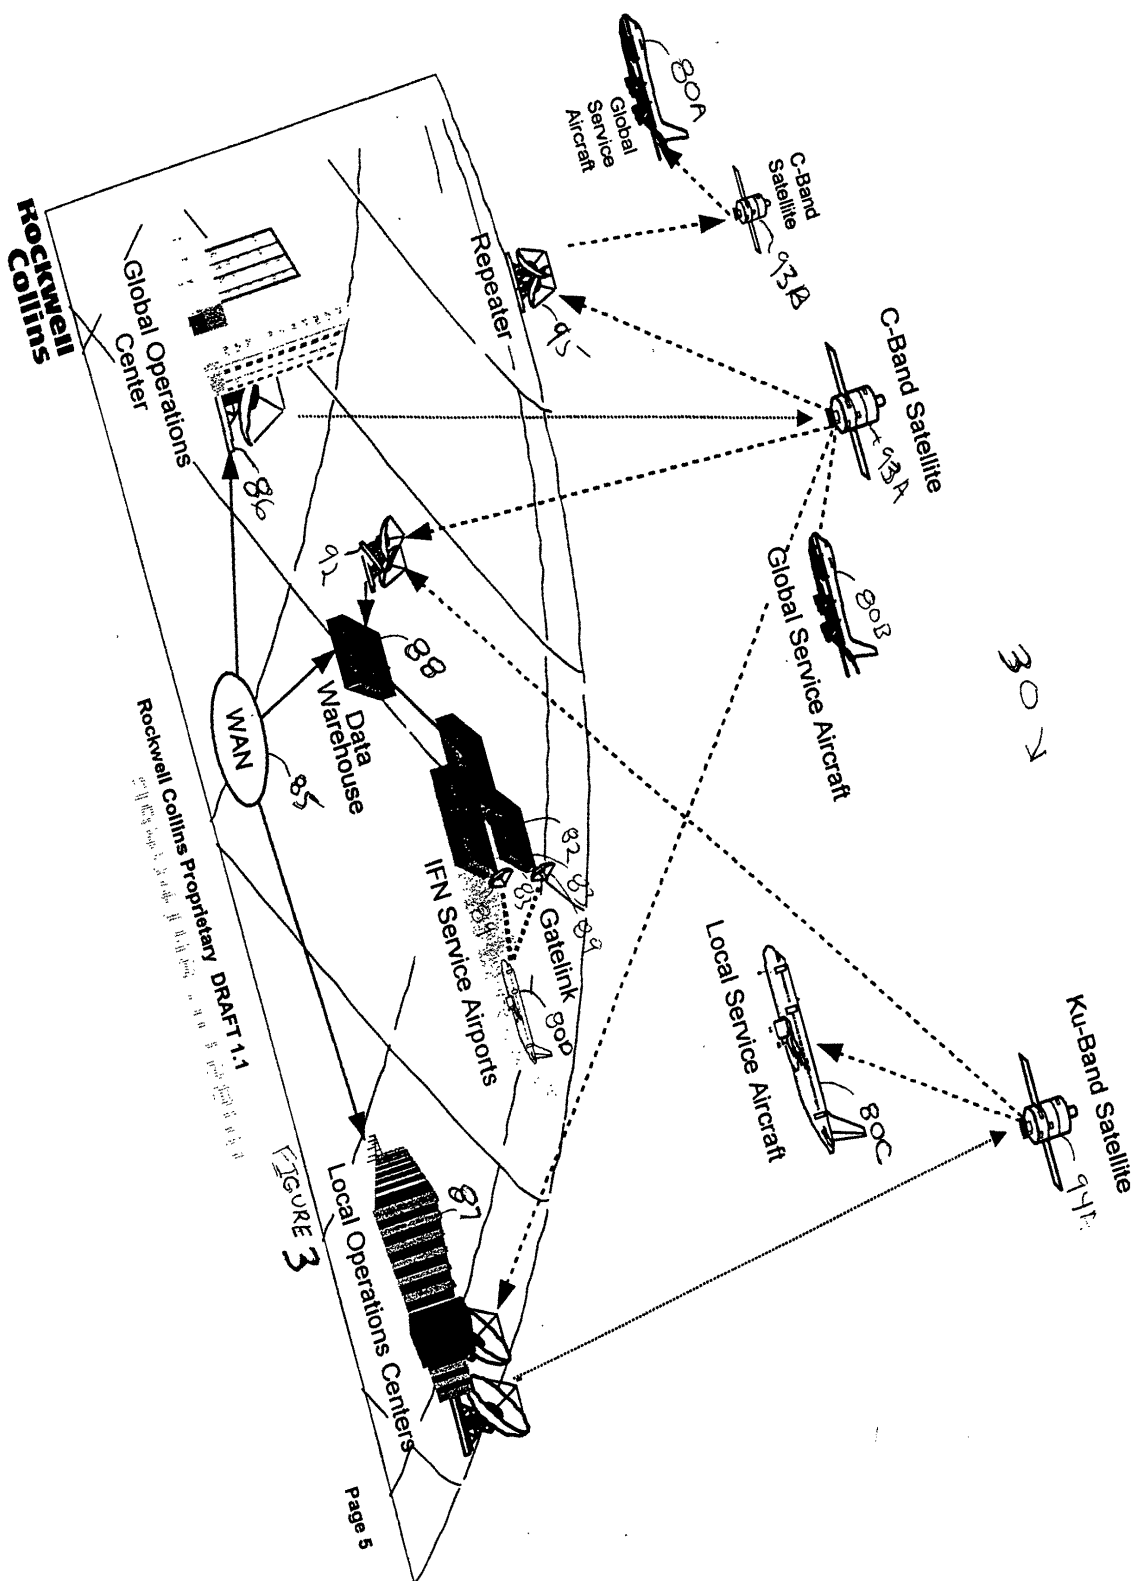 30
C-Band Satellite
93A
Ku-Band Satellite
94A
C-Band
Satellite
93B
80A
Global
Service
Aircraft
80B
Global Service Aircraft
80C
Local Service Aircraft
Repeater
95
92
88
Data
Warehouse
82
83
89
83
89
Gatelink
80D
IFN Service Airports
Global Operations
Center
86
WAN
85
87
Local Operations Centers
FIGURE 3
Rockwell
Collins
Rockwell Collins Proprietary DRAFT 1.1
Page 5